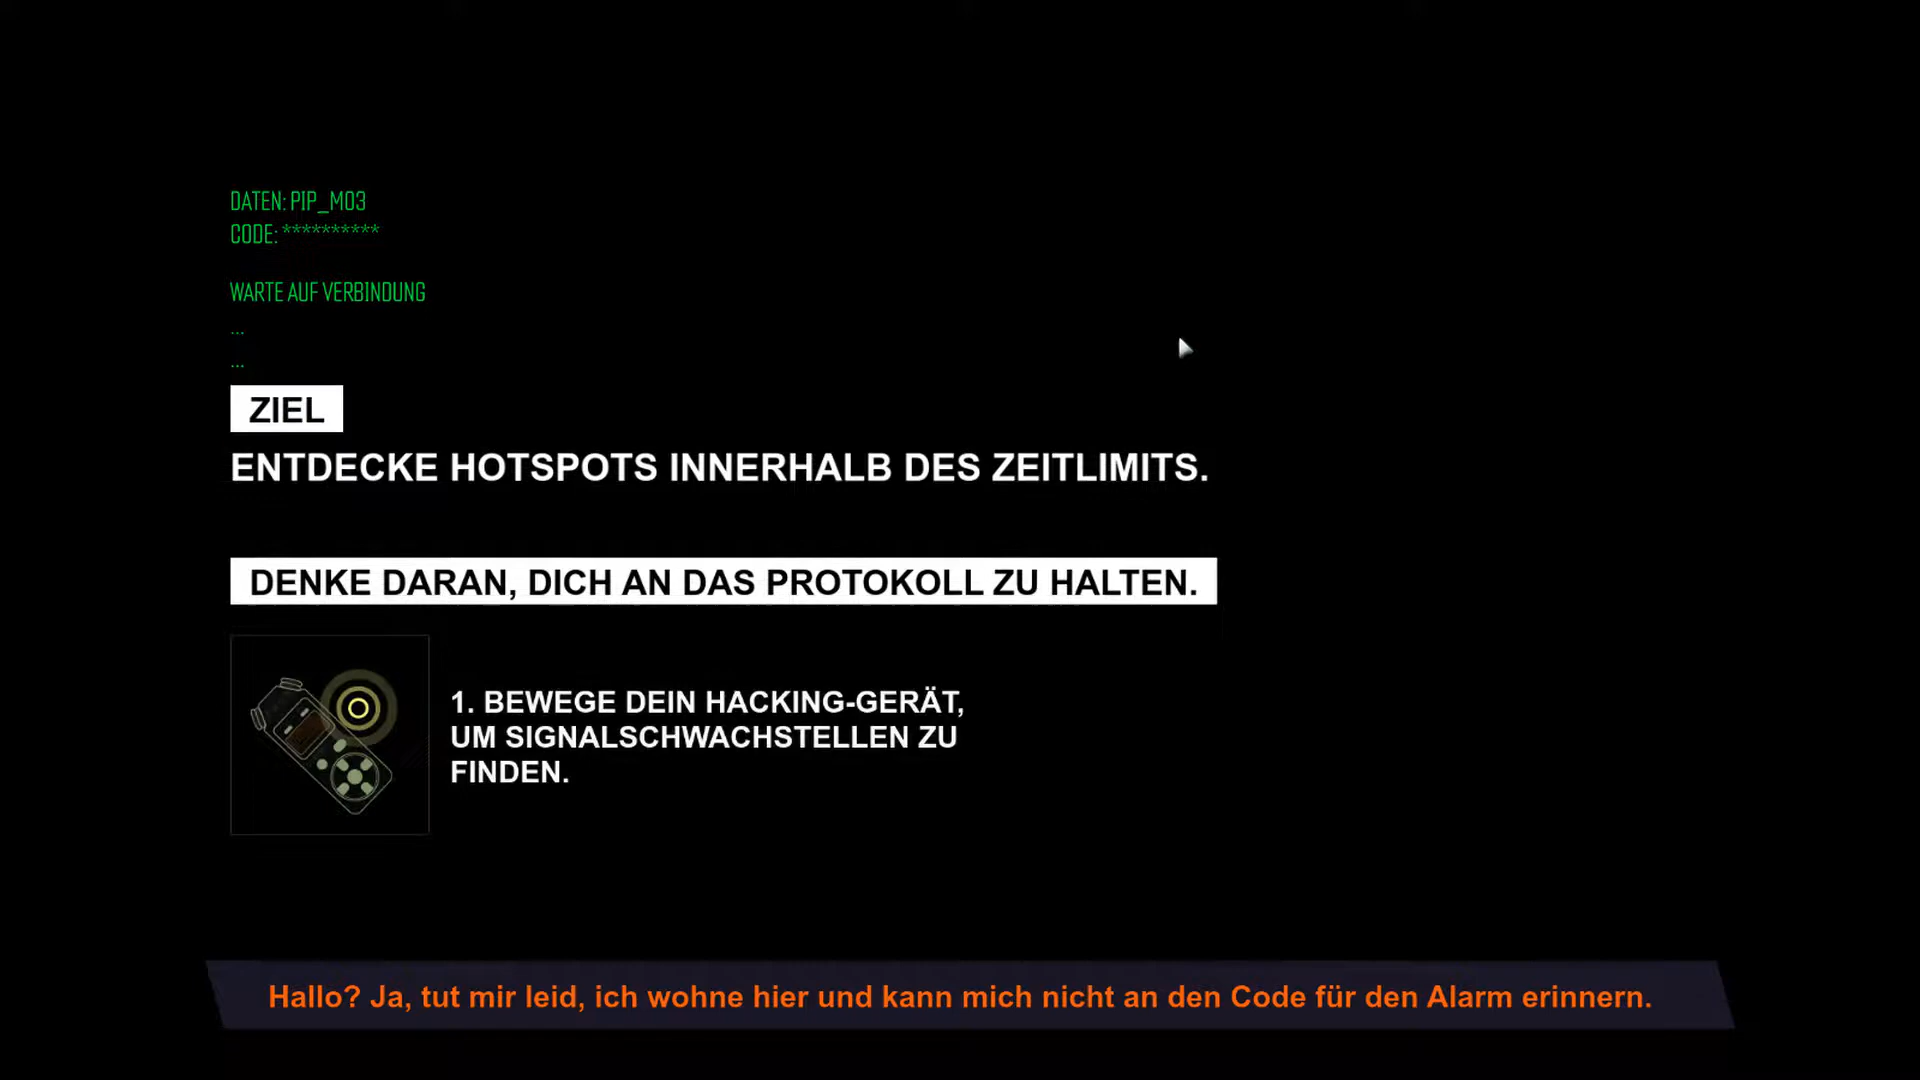 DATEN: PIP_M03
CODE: **********
WARTE AUF VERBINDUNG
...
...
ZIEL
ENTDECKE HOTSPOTS INNERHALB DES ZEITLIMITS.
DENKE DARAN, DICH AN DAS PROTOKOLL ZU HALTEN.
1. BEWEGE DEIN HACKING-GERÄT,
UM SIGNALSCHWACHSTELLEN ZU
FINDEN.
Hallo? Ja, tut mir leid, ich wohne hier und kann mich nicht an den Code für den Alarm erinnern.